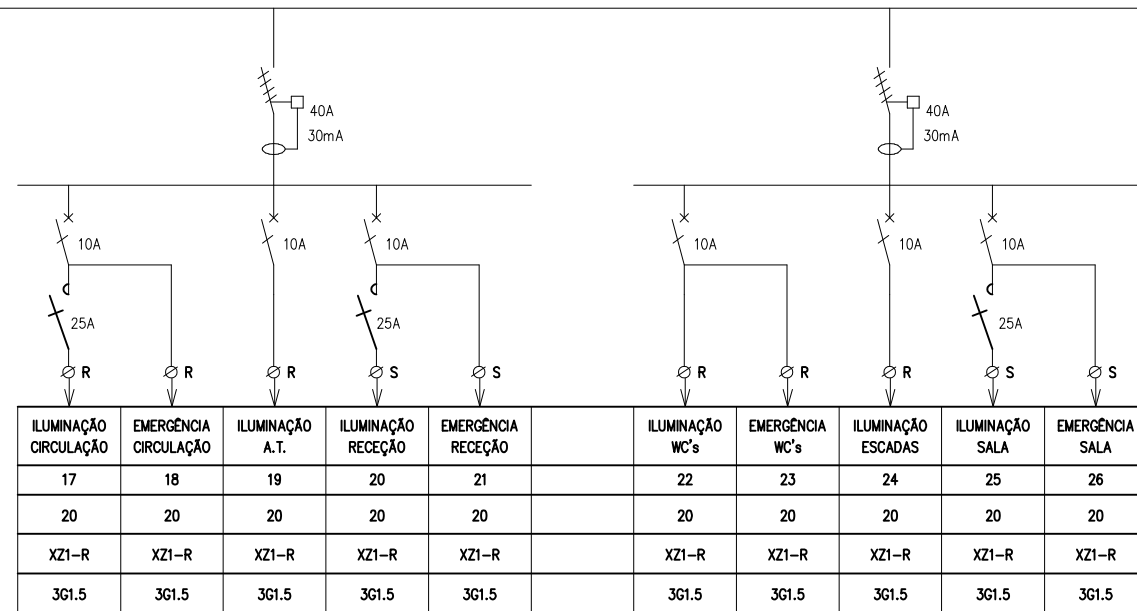 40A
30mA
40A
30mA
10A
10A
10A
10A
10A
10A
25A
25A
25A
R
R
R
S
S
R
R
R
S
S
ILUMINAÇÃO CIRCULAÇÃO
EMERGÊNCIA CIRCULAÇÃO
ILUMINAÇÃO A.T.
ILUMINAÇÃO RECEÇÃO
EMERGÊNCIA RECEÇÃO
ILUMINAÇÃO WC's
EMERGÊNCIA WC's
ILUMINAÇÃO ESCADAS
ILUMINAÇÃO SALA
EMERGÊNCIA SALA
17 18 19 20 21 22 23 24 25 26
20 20 20 20 20 20 20 20 20 20
XZ1-R XZ1-R XZ1-R XZ1-R XZ1-R XZ1-R XZ1-R XZ1-R XZ1-R XZ1-R
3G1.5 3G1.5 3G1.5 3G1.5 3G1.5 3G1.5 3G1.5 3G1.5 3G1.5 3G1.5